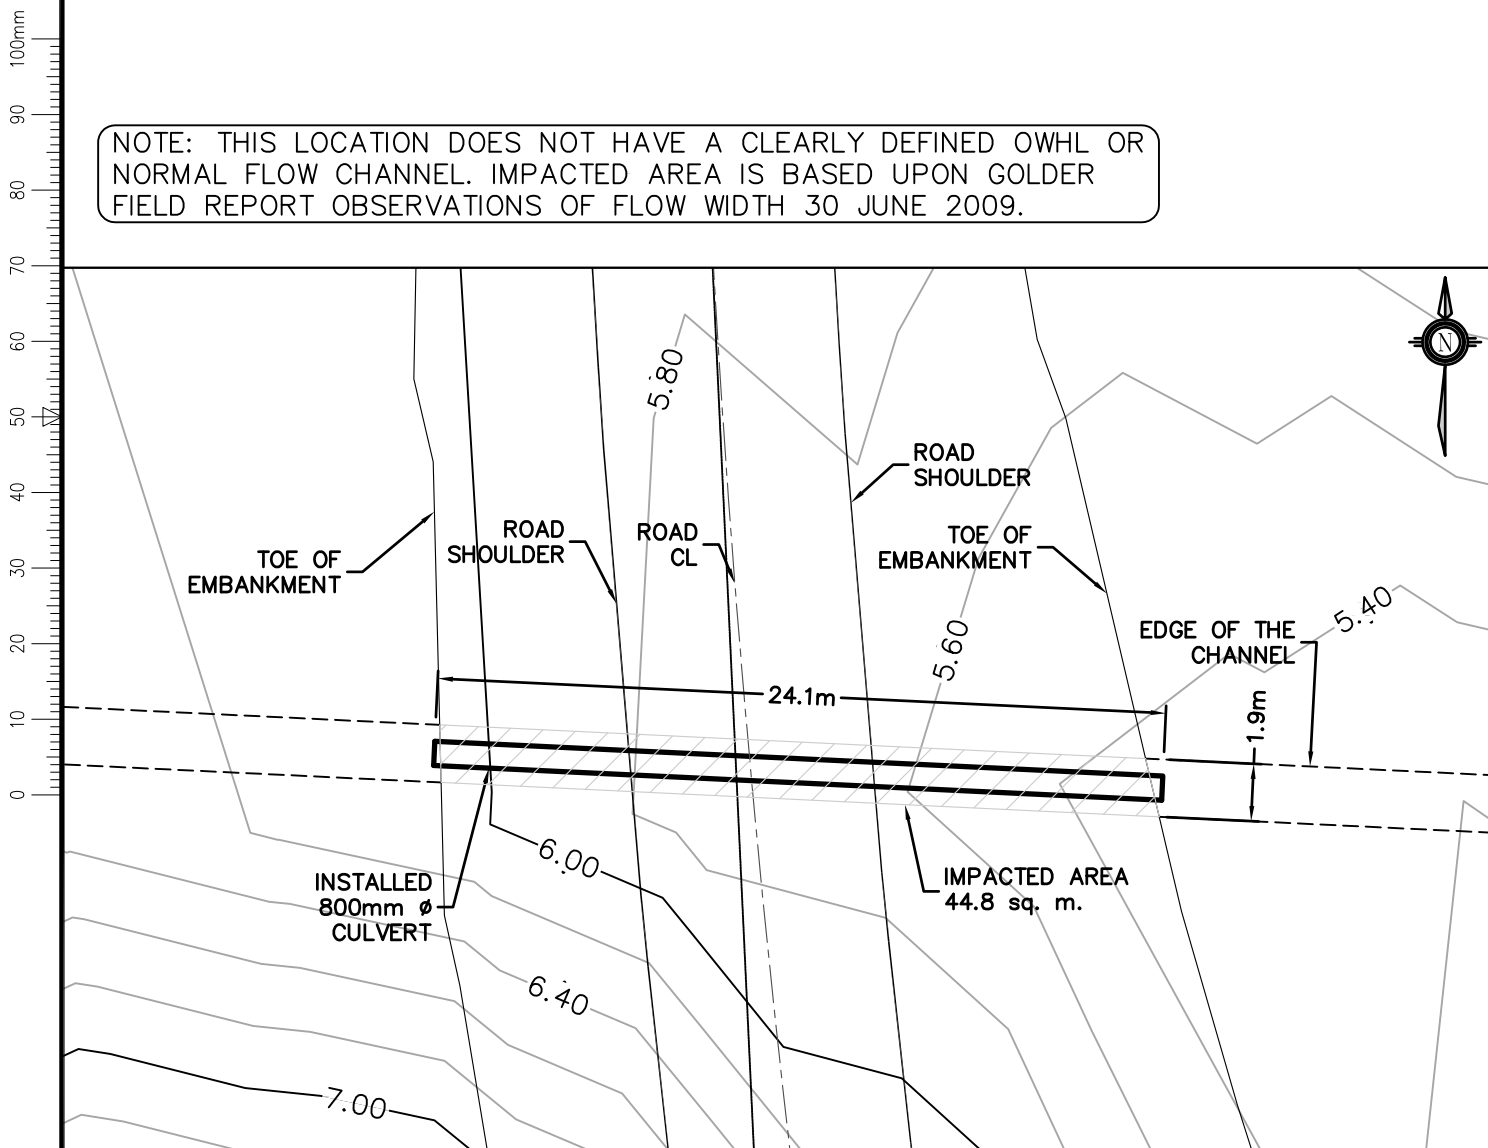 100mm
90
80
70
60
50
40
30
20
10
0
NOTE: THIS LOCATION DOES NOT HAVE A CLEARLY DEFINED OWHL OR
NORMAL FLOW CHANNEL. IMPACTED AREA IS BASED UPON GOLDER
FIELD REPORT OBSERVATIONS OF FLOW WIDTH 30 JUNE 2009.
N
5.80
ROAD
SHOULDER
ROAD
SHOULDER
ROAD
CL
TOE OF
EMBANKMENT
TOE OF
EMBANKMENT
5.60
5.40
EDGE OF THE
CHANNEL
24.1m
1.9m
6.00
INSTALLED
800mm ø
CULVERT
IMPACTED AREA
44.8 sq. m.
6.40
7.00